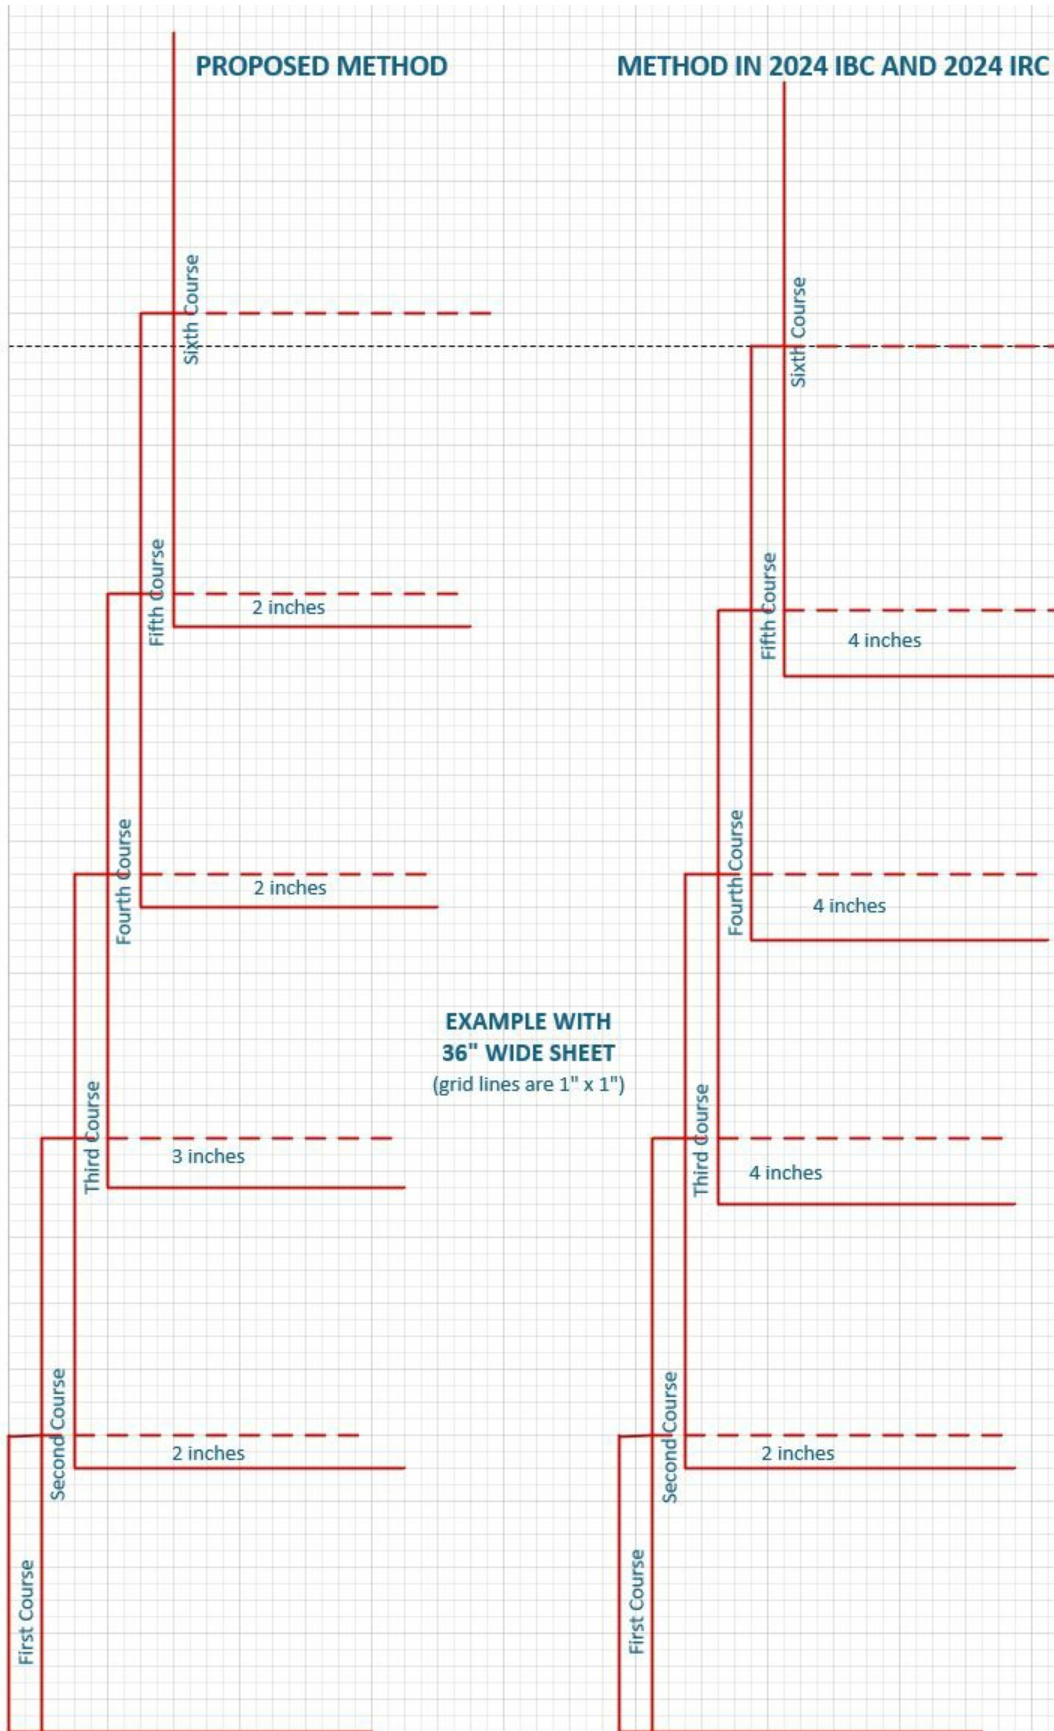 PROPOSED METHOD
METHOD IN 2024 IBC AND 2024 IRC
Sixth Course
Sixth Course
Fifth Course
2 inches
Fifth Course
4 inches
Fourth Course
2 inches
Fourth Course
4 inches
EXAMPLE WITH
36" WIDE SHEET
(grid lines are 1" x 1")
Third Course
3 inches
Third Course
4 inches
Second Course
2 inches
Second Course
2 inches
First Course
First Course